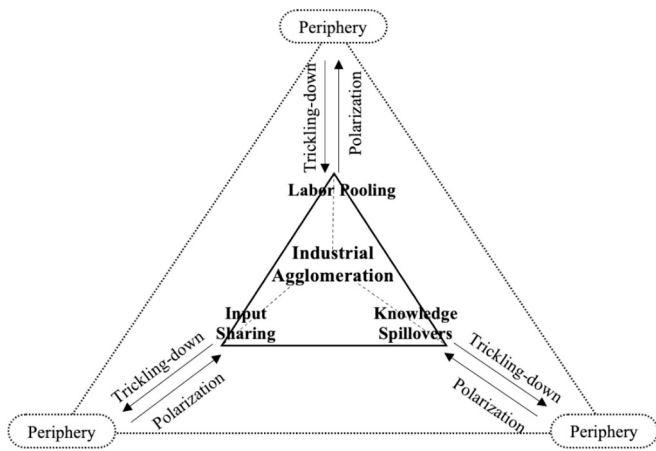 Periphery
Trickling-down
Polarization
Labor Pooling
Industrial
Agglomeration
Input
Sharing
Knowledge
Spillovers
Trickling-down
Polarization
Trickling-down
Polarization
Periphery
Periphery